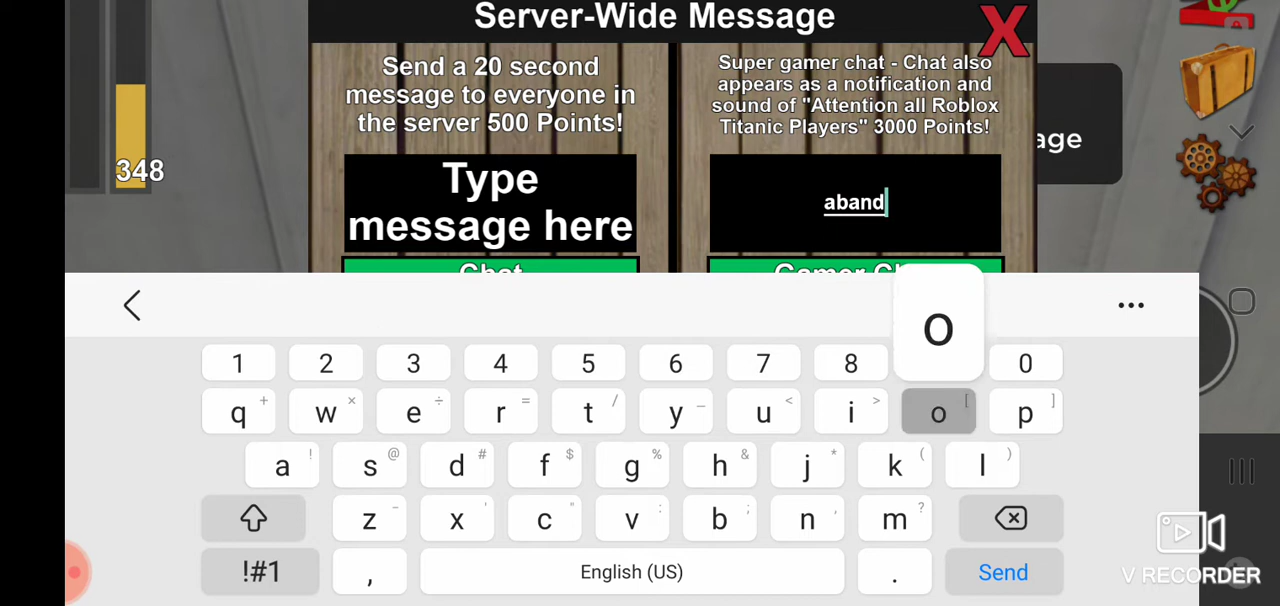 Server-Wide Message
X
Send a 20 second
message to everyone in
the server 500 Points!
Super gamer chat - Chat also
appears as a notification and
sound of "Attention all Roblox
Titanic Players" 3000 Points!
348
Type
message here
aband
Chat
o
1 2 3 4 5 6 7 8 0
q + w × e ÷ r = t / y _ u < i > o [ p ]
a ! s @ d # f $ g % h & j * k ( l )
z - x ' c " v : b ; n , m ?
!#1 , English (US) . Send
V RECORDER